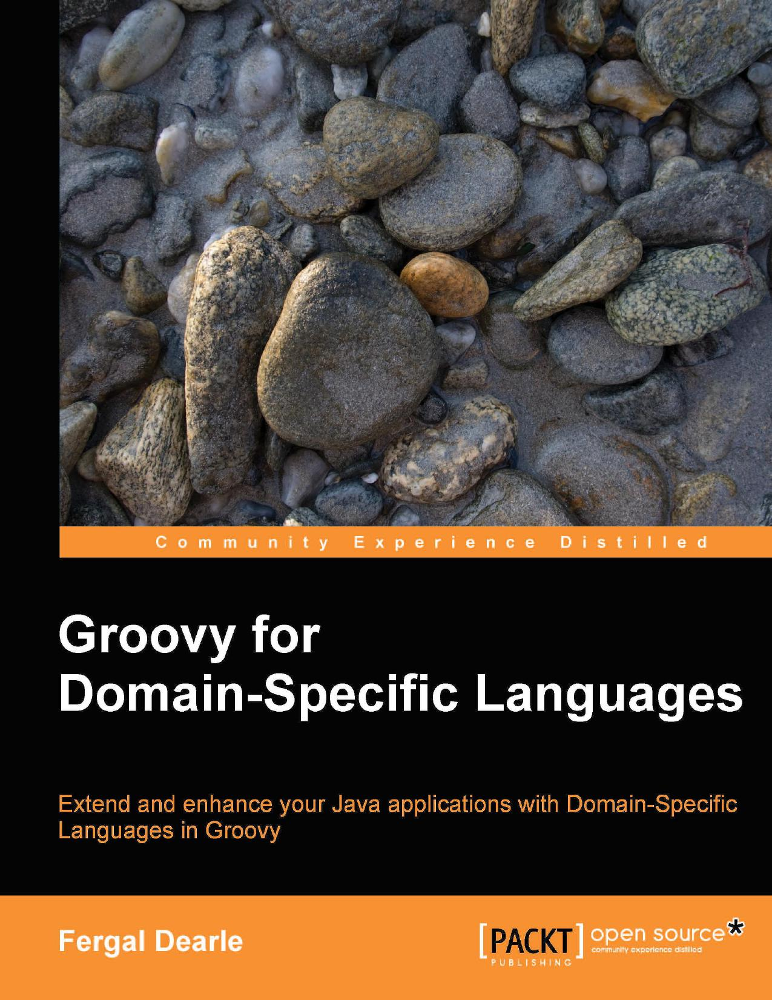 Community Experience Distilled
Groovy for
Domain-Specific Languages
Extend and enhance your Java applications with Domain-Specific
Languages in Groovy
Fergal Dearle
[PACKT]
PUBLISHING
open source*
community experience distilled